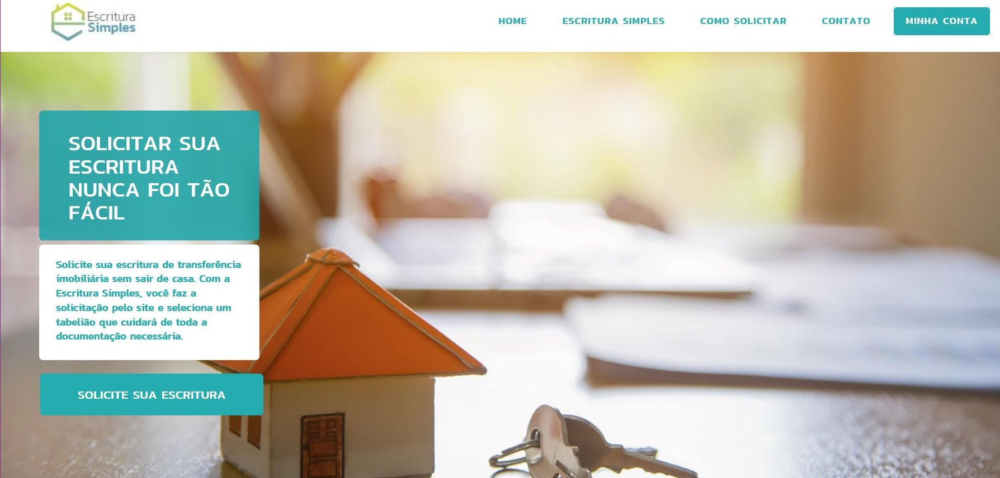 Escritura
Simples
HOME
ESCRITURA SIMPLES
COMO SOLICITAR
CONTATO
MINHA CONTA
SOLICITAR SUA
ESCRITURA
NUNCA FOI TÃO
FÁCIL
Solicite sua escritura de transferência
imobiliária sem sair de casa. Com a
Escritura Simples, você faz a
solicitação pelo site e seleciona um
tabelião que cuidará de toda a
documentação necessária.
SOLICITE SUA ESCRITURA